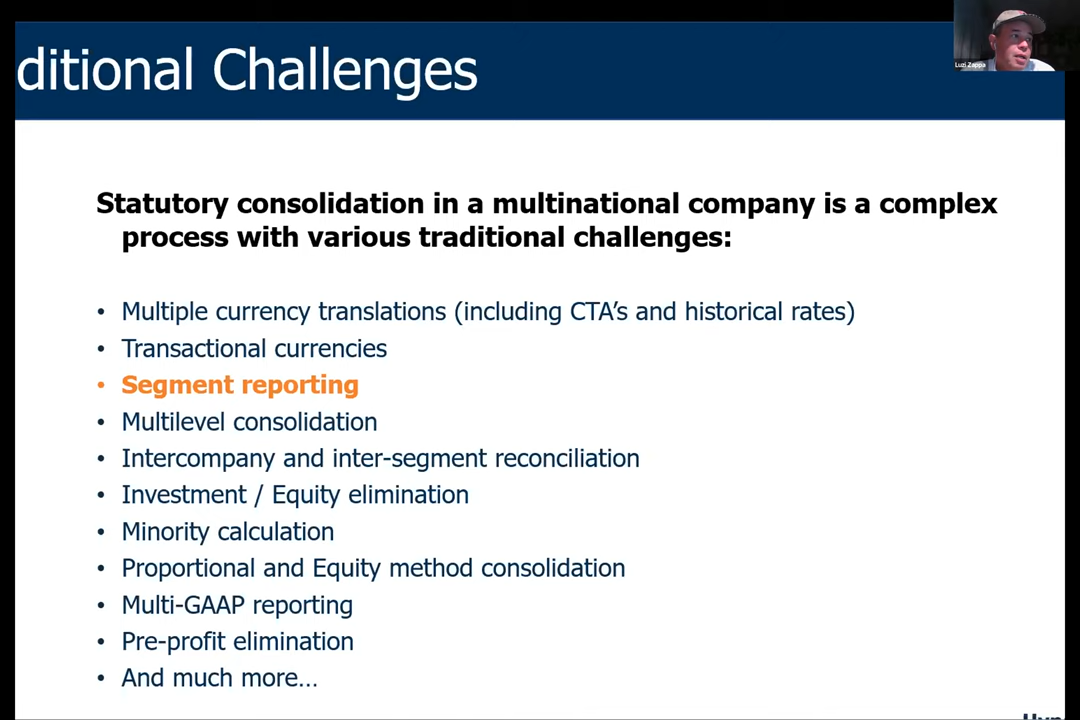 ditional Challenges
Luzi Zappa
Statutory consolidation in a multinational company is a complex
process with various traditional challenges:
• Multiple currency translations (including CTA’s and historical rates)
• Transactional currencies
• Segment reporting
• Multilevel consolidation
• Intercompany and inter-segment reconciliation
• Investment / Equity elimination
• Minority calculation
• Proportional and Equity method consolidation
• Multi-GAAP reporting
• Pre-profit elimination
• And much more…